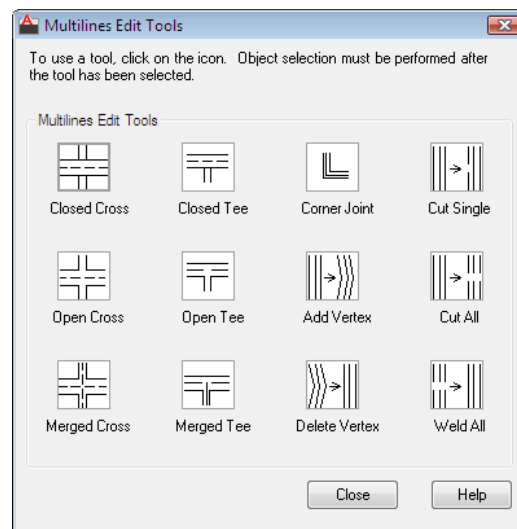 Multilines Edit Tools
To use a tool, click on the icon.  Object selection must be performed after
the tool has been selected.
Multilines Edit Tools
Closed Cross
Closed Tee
Corner Joint
Cut Single
Open Cross
Open Tee
Add Vertex
Cut All
Merged Cross
Merged Tee
Delete Vertex
Weld All
Close
Help